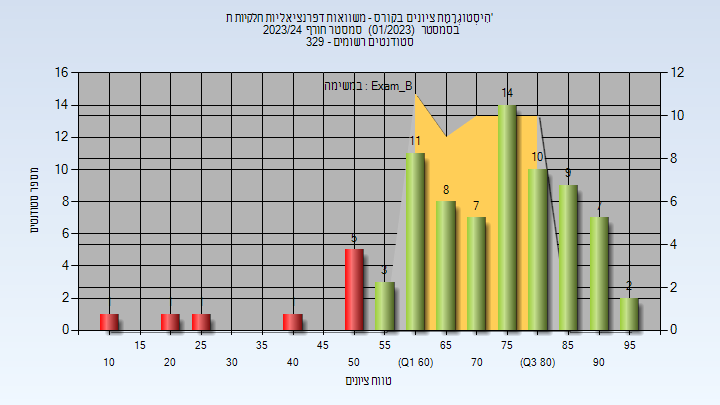 הִיסְטוֹגְרָמַת ציונים בקורס - משוואות דפרנציאליות חלקיות ת'
בסמסטר (01/2023) סמסטר חורף 2023/24
סטודנטים רשומים - 329
במשימה : Exam_B
מספר סטודנטים
16 14 12 10 8 6 4 2 0
12 10 8 6 4 2 0
5 3 11 8 7 14 10 9 7 2
15 25 35 45 55 65 75 85 95
10 20 30 40 50 (Q1 60) 70 (Q3 80) 90
טווח ציונים